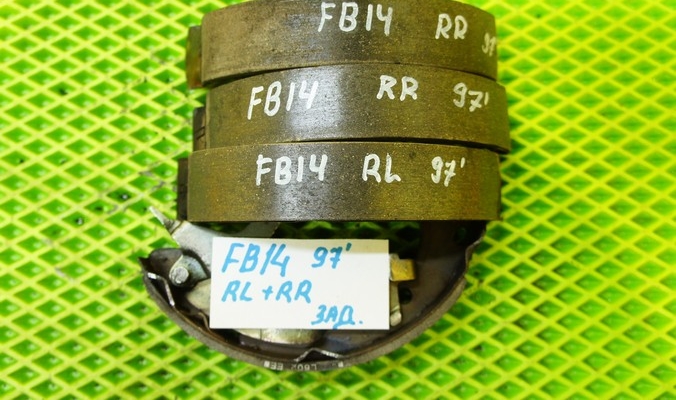 FB14 RR 97'
FB14 RR 97'
FB14 RL 97'
FB14 97'
RL + RR
ЗАД.